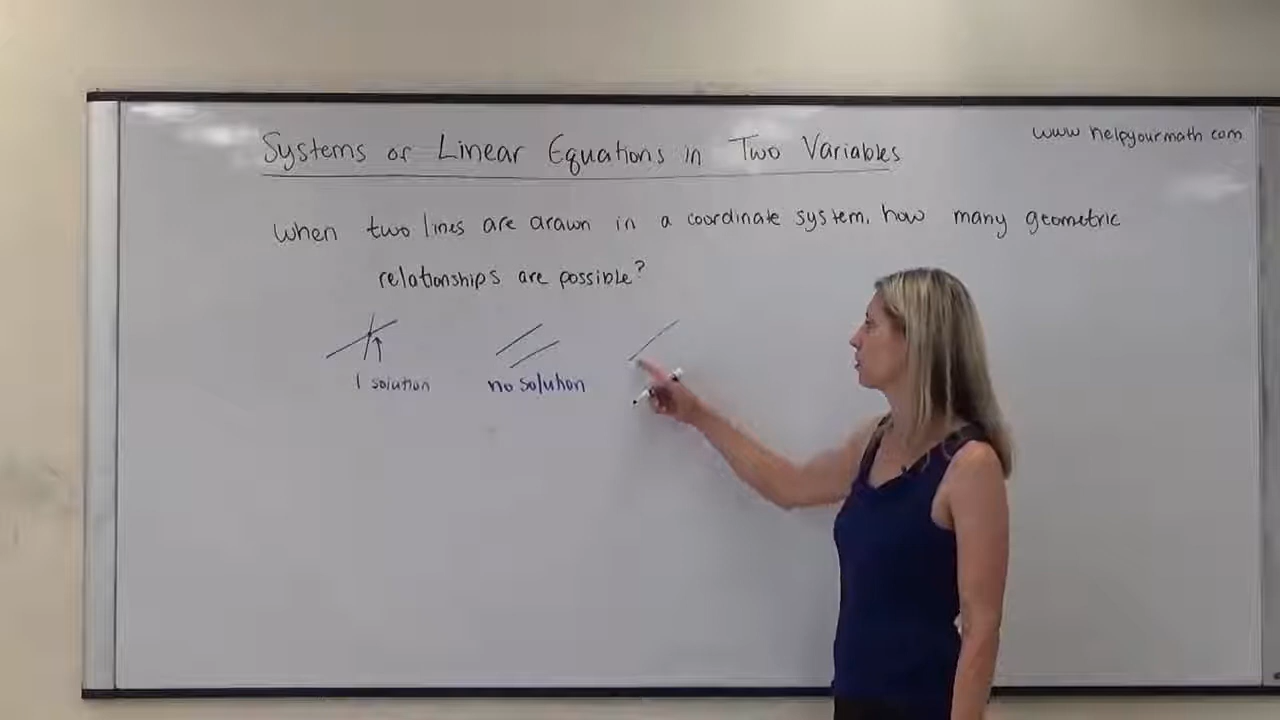 Systems of Linear Equations in Two Variables
www helpyourmath com
When two lines are drawn in a coordinate system, how many geometric
relationships are possible?
1 solution
no solution